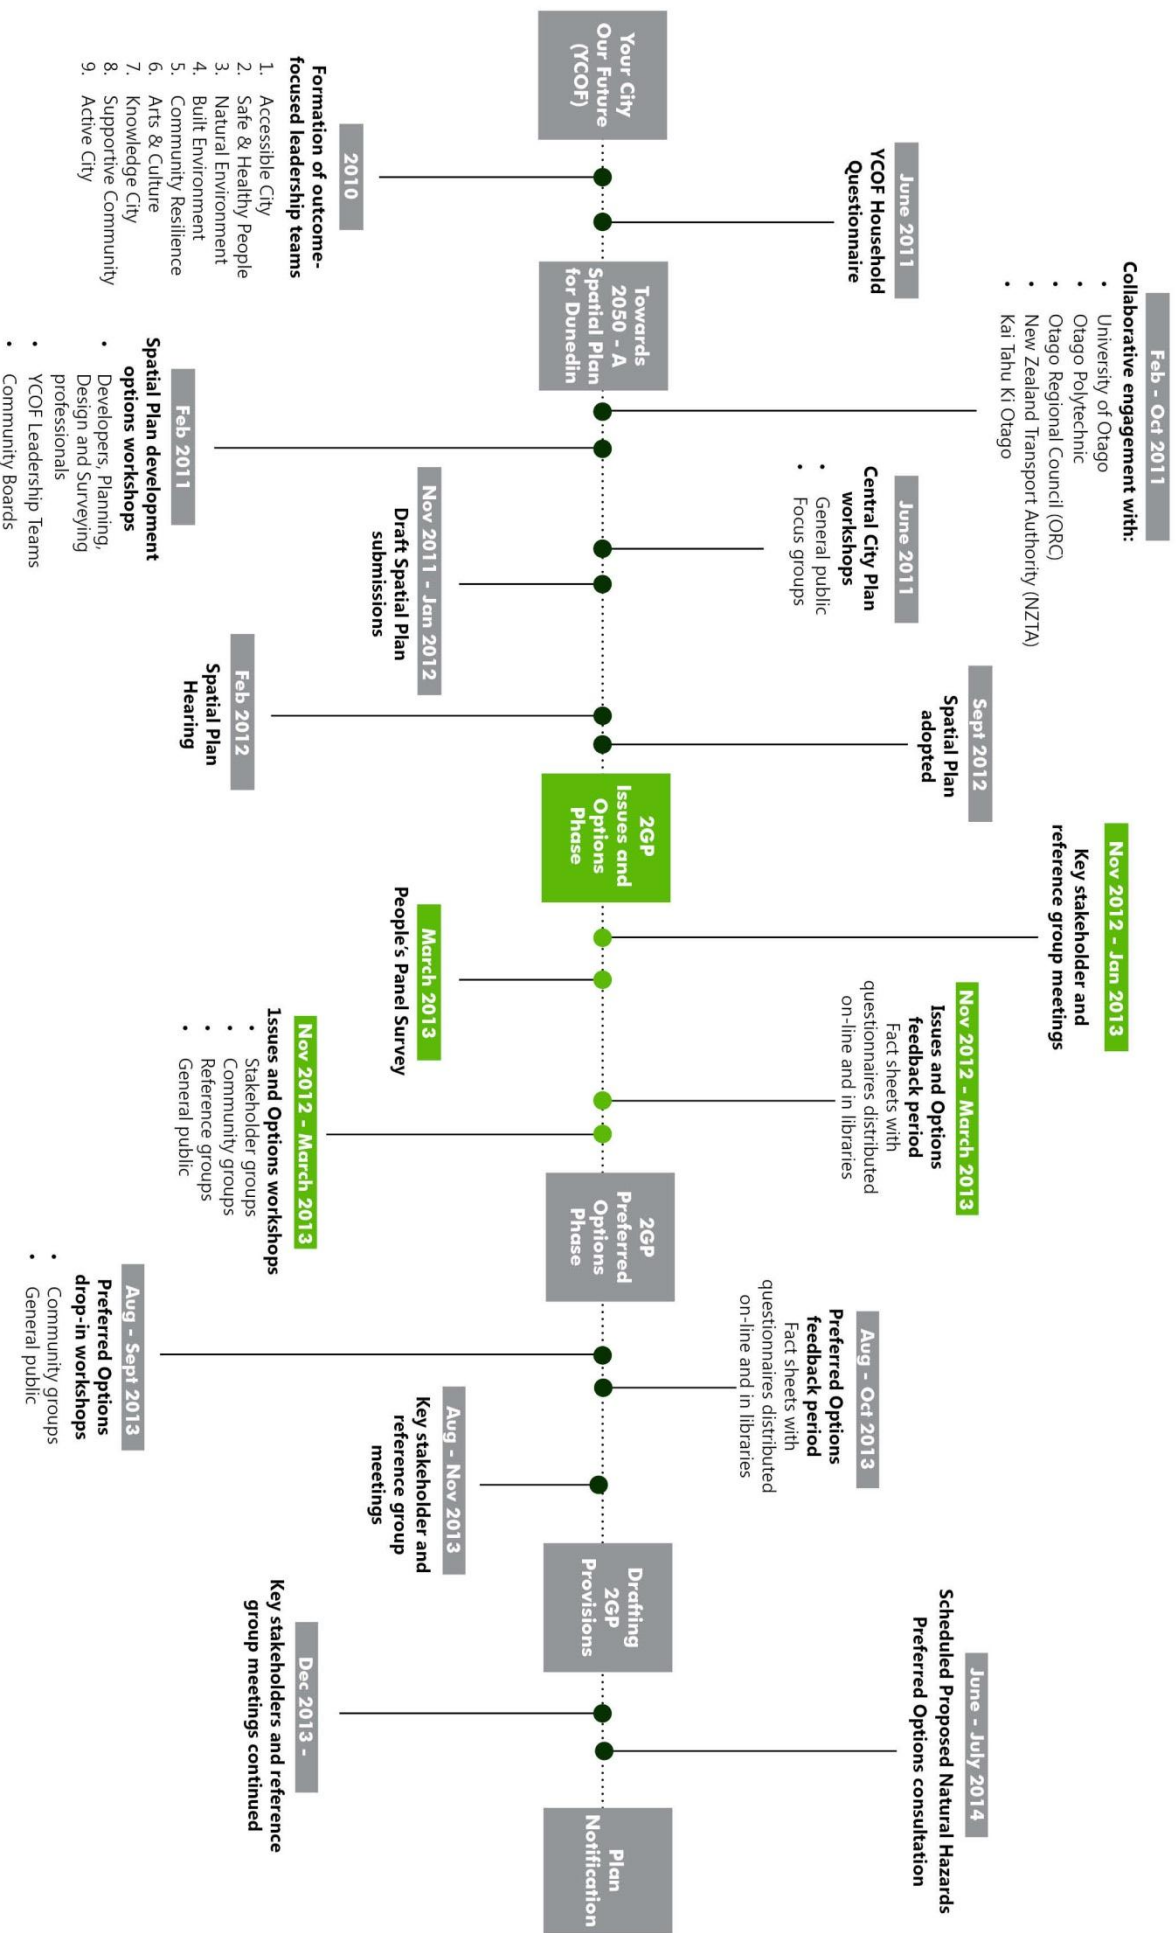 Your City
Our Future
(YCOF)
2010
Formation of outcome-
focused leadership teams
1. Accessible City
2. Safe & Healthy People
3. Natural Environment
4. Built Environment
5. Community Resilience
6. Arts & Culture
7. Knowledge City
8. Supportive Community
9. Active City
June 2011
YCOF Household
Questionnaire
Towards
2050 - A
Spatial Plan
for Dunedin
Feb - Oct 2011
Collaborative engagement with:
• University of Otago
• Otago Polytechnic
• Otago Regional Council (ORC)
• New Zealand Transport Authority (NZTA)
• Kai Tahu Ki Otago
Feb 2011
Spatial Plan development
options workshops
• Developers, Planning,
Design and Surveying
professionals
• YCOF Leadership Teams
• Community Boards
June 2011
Central City Plan
workshops
• General public
• Focus groups
Nov 2011 - Jan 2012
Draft Spatial Plan
submissions
Feb 2012
Spatial Plan
Hearing
Sept 2012
Spatial Plan
adopted
2GP
Issues and
Options
Phase
Nov 2012 - Jan 2013
Key stakeholder and
reference group meetings
March 2013
People's Panel Survey
Nov 2012 - March 2013
Issues and Options
feedback period
Fact sheets with
questionnaires distributed
on-line and in libraries
Nov 2012 - March 2013
1ssues and Options workshops
• Stakeholder groups
• Community groups
• Reference groups
• General public
2GP
Preferred
Options
Phase
Aug - Sept 2013
Preferred Options
drop-in workshops
• Community groups
• General public
Aug - Oct 2013
Preferred Options
feedback period
Fact sheets with
questionnaires distributed
on-line and in libraries
Aug - Nov 2013
Key stakeholder and
reference group
meetings
Drafting
2GP
Provisions
Dec 2013 -
Key stakeholders and reference
group meetings continued
June - July 2014
Scheduled Proposed Natural Hazards
Preferred Options consultation
Plan
Notification